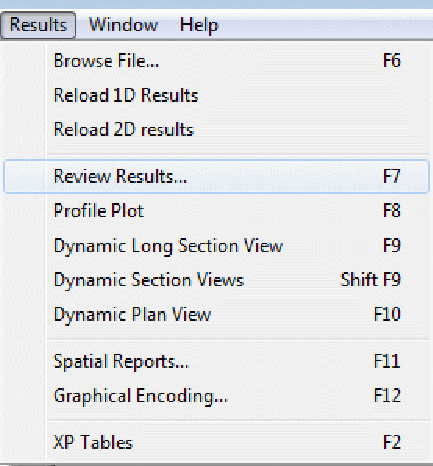 Results Window Help
Browse File... F6
Reload 1D Results
Reload 2D results
Review Results... F7
Profile Plot F8
Dynamic Long Section View F9
Dynamic Section Views Shift F9
Dynamic Plan View F10
Spatial Reports... F11
Graphical Encoding... F12
XP Tables F2